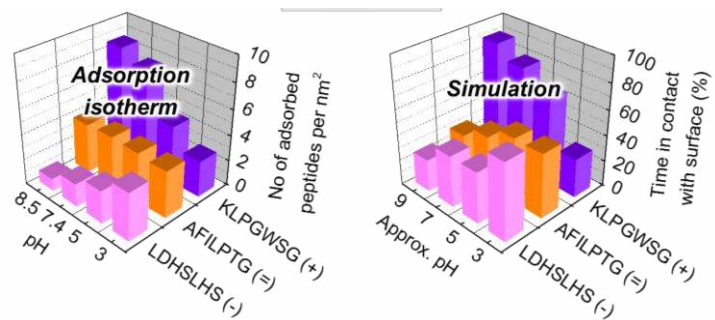 Adsorption
isotherm
10
8
6
4
2
0
No of adsorbed
peptides per nm²
8.5
7.4
5
3
pH
KLPGWSG (+)
AFILPTG (=)
LDHSLHS (-)
Simulation
100
80
60
40
20
0
Time in contact
with surface (%)
9
7
5
3
Approx. pH
KLPGWSG (+)
AFILPTG (=)
LDHSLHS (-)